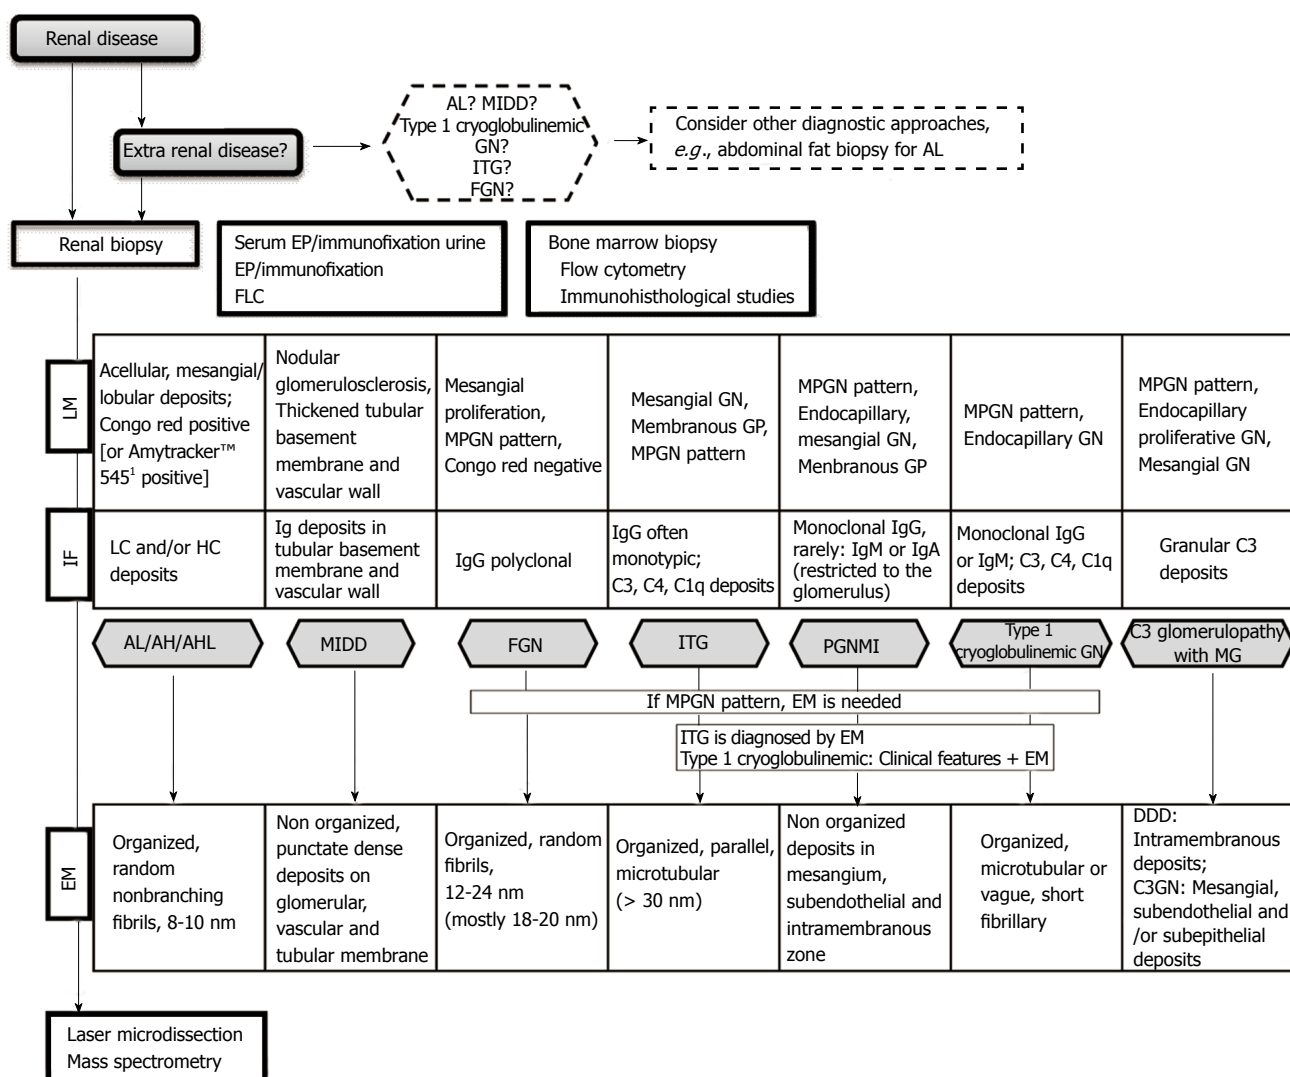 Renal disease
Extra renal disease?
AL? MIDD?
Type 1 cryoglobulinemic
GN?
ITG?
FGN?
Consider other diagnostic approaches,
e.g., abdominal fat biopsy for AL
Renal biopsy
Serum EP/immunofixation urine
EP/immunofixation
FLC
Bone marrow biopsy
Flow cytometry
Immunohisthological studies
LM
Acellular, mesangial/
lobular deposits;
Congo red positive
[or Amytracker™
545¹ positive]
Nodular
glomerulosclerosis,
Thickened tubular
basement
membrane and
vascular wall
Mesangial
proliferation,
MPGN pattern,
Congo red negative
Mesangial GN,
Membranous GP,
MPGN pattern
MPGN pattern,
Endocapillary,
mesangial GN,
Menbranous GP
MPGN pattern,
Endocapillary GN
MPGN pattern,
Endocapillary
proliferative GN,
Mesangial GN
IF
LC and/or HC
deposits
Ig deposits in
tubular basement
membrane and
vascular wall
IgG polyclonal
IgG often
monotypic;
C3, C4, C1q deposits
Monoclonal IgG,
rarely: IgM or IgA
(restricted to the
glomerulus)
Monoclonal IgG
or IgM; C3, C4, C1q
deposits
Granular C3
deposits
AL/AH/AHL
MIDD
FGN
ITG
PGNMI
Type 1
cryoglobulinemic GN
C3 glomerulopathy
with MG
If MPGN pattern, EM is needed
ITG is diagnosed by EM
Type 1 cryoglobulinemic: Clinical features + EM
EM
Organized,
random
nonbranching
fibrils, 8-10 nm
Non organized,
punctate dense
deposits on
glomerular,
vascular and
tubular membrane
Organized, random
fibrils,
12-24 nm
(mostly 18-20 nm)
Organized, parallel,
microtubular
(> 30 nm)
Non organized
deposits in
mesangium,
subendothelial and
intramembranous
zone
Organized,
microtubular or
vague, short
fibrillary
DDD:
Intramembranous
deposits;
C3GN: Mesangial,
subendothelial and
/or subepithelial
deposits
Laser microdissection
Mass spectrometry